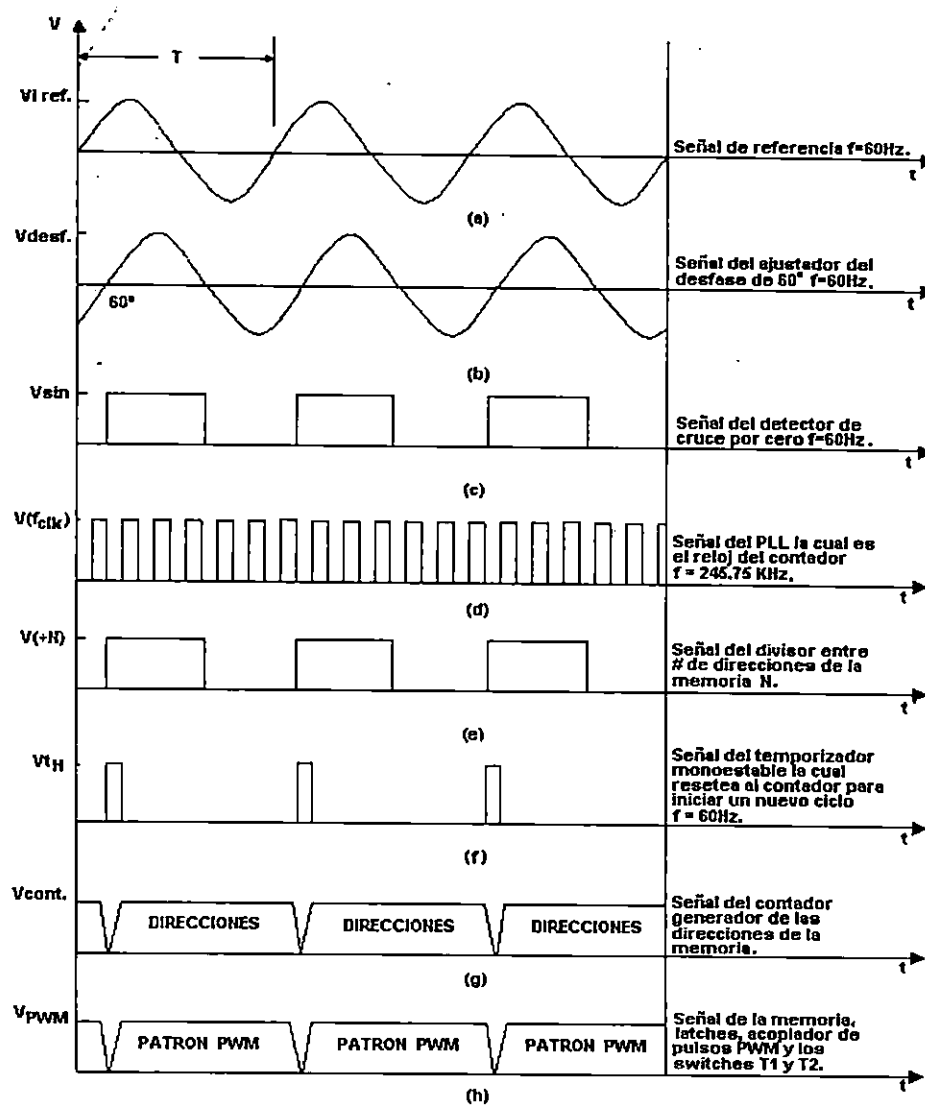 V
T
Vi ref.
Señal de referencia f=60Hz.
t
(a)
Vdesf.
60°
Señal del ajustador del
desfase de 60° f=60Hz.
t
(b)
Vsin
Señal del detector de
cruce por cero f=60Hz.
t
(c)
V(fclk)
Señal del PLL la cual es
el reloj del contador
f = 245.75 KHz.
t
(d)
V(÷N)
Señal del divisor entre
# de direcciones de la
memoria N.
t
(e)
VtH
Señal del temporizador
monoestable la cual
resetea al contador para
iniciar un nuevo ciclo
f = 60Hz.
t
(f)
Vcont.
DIRECCIONES DIRECCIONES DIRECCIONES
Señal del contador
generador de las
direcciones de la
memoria.
t
(g)
VPWM
PATRON PWM PATRON PWM PATRON PWM
Señal de la memoria,
latches, acoplador de
pulsos PWM y los
switches T1 y T2.
t
(h)